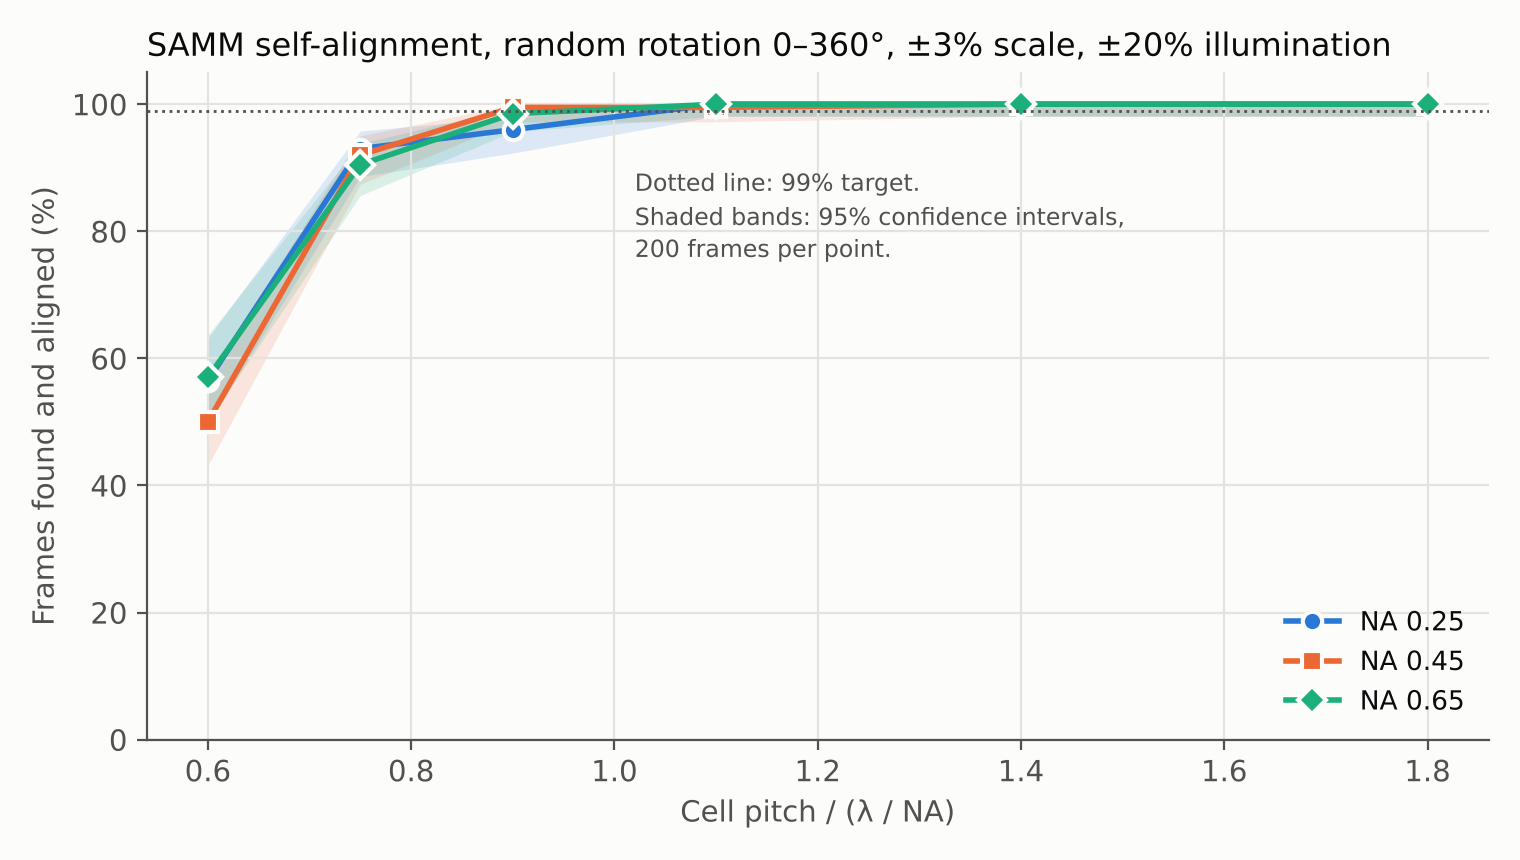 SAMM self-alignment, random rotation 0–360°, ±3% scale, ±20% illumination
100
80
60
40
20
0
Frames found and aligned (%)
Dotted line: 99% target.
Shaded bands: 95% confidence intervals,
200 frames per point.
NA 0.25
NA 0.45
NA 0.65
0.6 0.8 1.0 1.2 1.4 1.6 1.8
Cell pitch / (λ / NA)